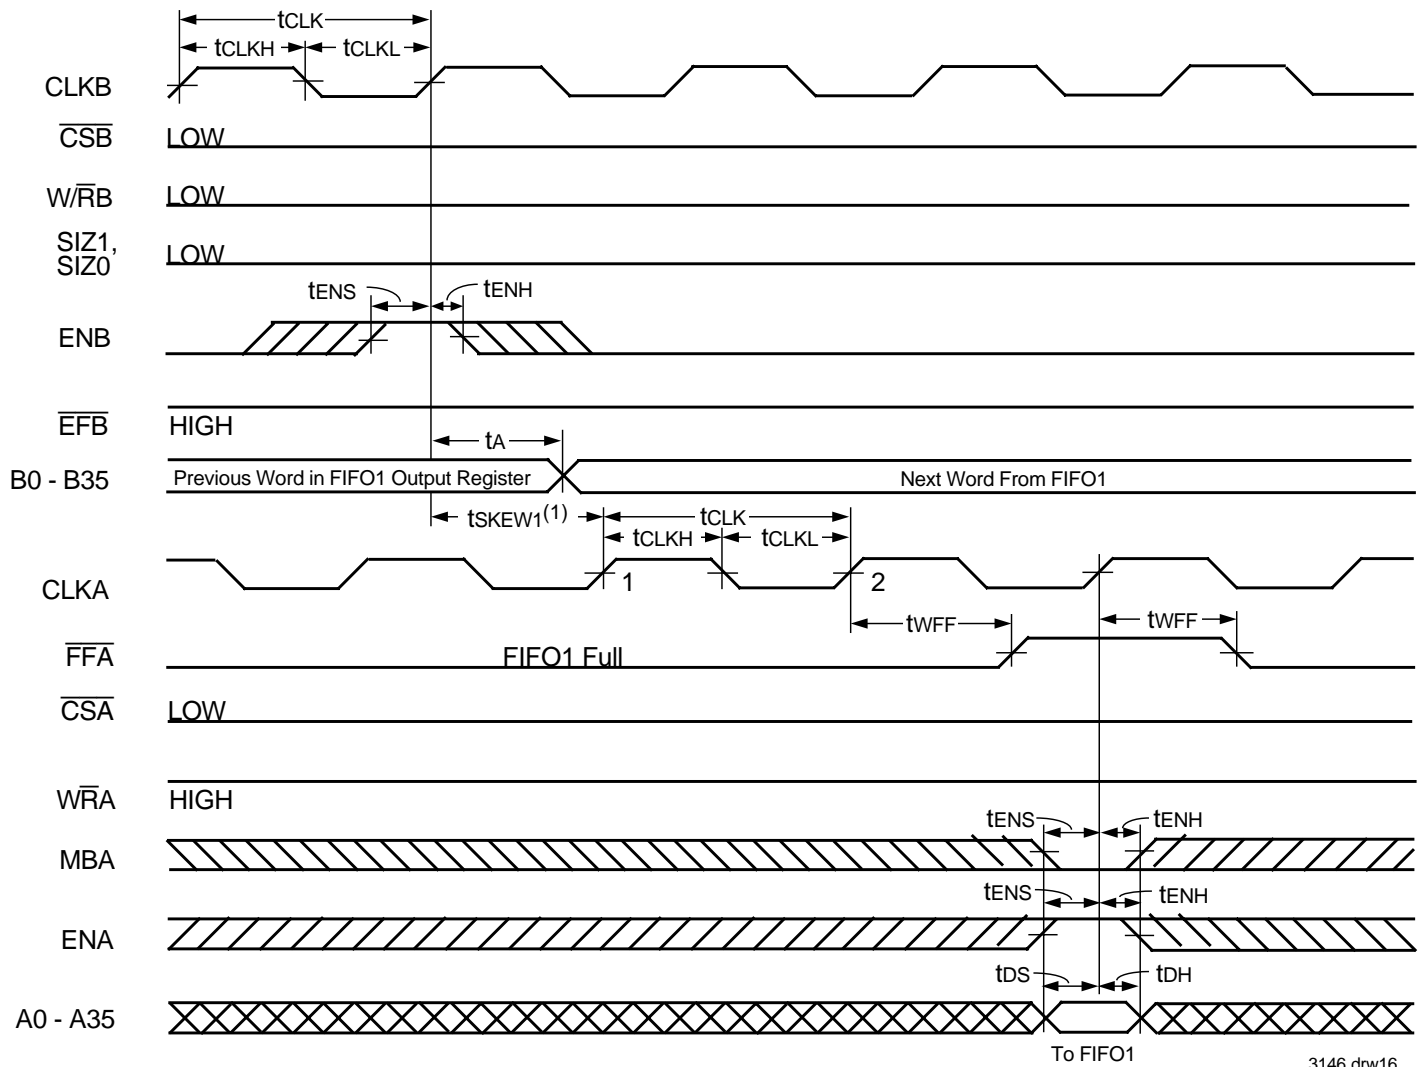 tCLK
tCLKH
tCLKL
CLKB
CSB
LOW
W/RB
LOW
SIZ1,
SIZ0
LOW
tENS
tENH
ENB
EFB
HIGH
tA
B0 - B35
Previous Word in FIFO1 Output Register
Next Word From FIFO1
tSKEW1(1)
tCLK
tCLKH
tCLKL
CLKA
1
2
tWFF
tWFF
FFA
FIFO1 Full
CSA
LOW
WRA
HIGH
tENS
tENH
MBA
tENS
tENH
ENA
tDS
tDH
A0 - A35
To FIFO1
3146 drw16